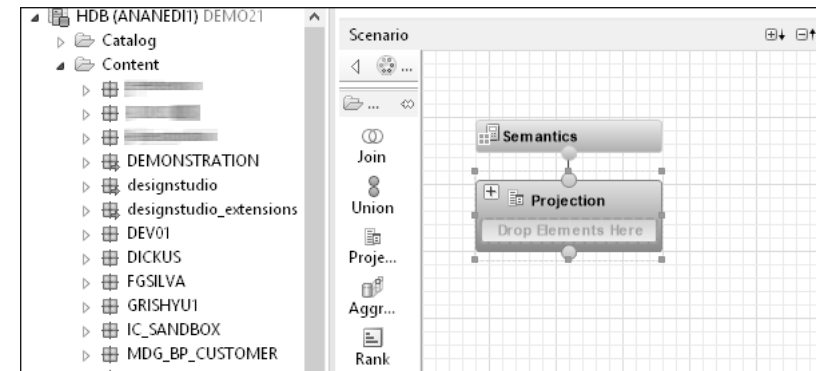 HDB (ANANEDI1) DEMO21
Catalog
Content
DEMONSTRATION
designstudio
designstudio_extensions
DEV01
DICKUS
FGSILVA
GRISHYU1
IC_SANDBOX
MDG_BP_CUSTOMER
Scenario
...
...
Join
Union
Proje...
Aggr...
Rank
Semantics
Projection
Drop Elements Here